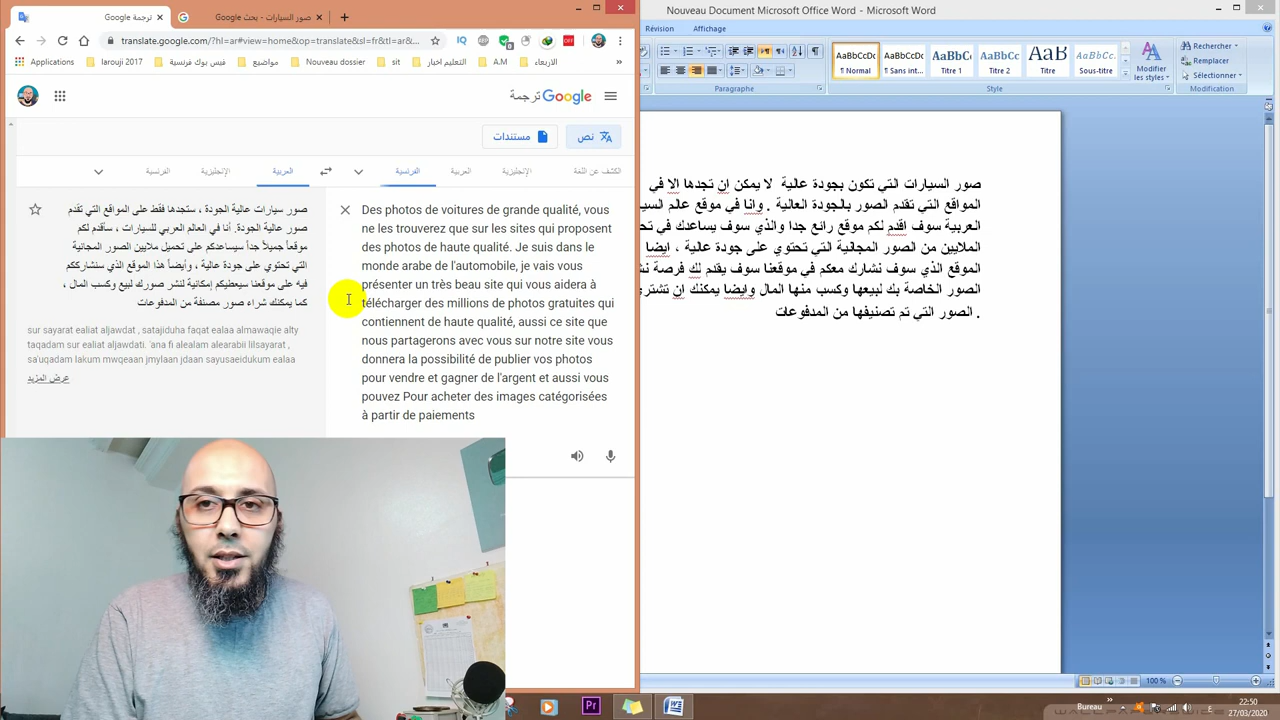 ترجمة Google
صور السيارات - بحث Google
Nouveau Document Microsoft Office Word - Microsoft Word
translate.google.com/?hl=ar#view=home&op=translate&sl=fr&tl=ar&...
Révision
Affichage
Applications
larouji 2017
فيس بوك فرنسية
مواضيع
Nouveau dossier
sit
التعليم اخبار
A.M
الاربعاء
AaBbCcDc
AaBbCcDc
AaBbC
AaBbCc
AaB
AaBbCc.
¶ Normal
¶ Sans int...
Titre 1
Titre 2
Titre
Sous-titre
Modifier
les styles
Rechercher
Remplacer
Sélectionner
Paragraphe
Style
Modification
ترجمة Google
نص
مستندات
الكشف عن اللغة
الإنجليزية
العربية
الفرنسية
العربية
الإنجليزية
الفرنسية
Des photos de voitures de grande qualité, vous
ne les trouverez que sur les sites qui proposent
des photos de haute qualité. Je suis dans le
monde arabe de l'automobile, je vais vous
présenter un très beau site qui vous aidera à
télécharger des millions de photos gratuites qui
contiennent de haute qualité, aussi ce site que
nous partagerons avec vous sur notre site vous
donnera la possibilité de publier vos photos
pour vendre et gagner de l'argent et aussi vous
pouvez Pour acheter des images catégorisées
à partir de paiements
صور سيارات عالية الجودة ، ستجدها فقط على المواقع التي تقدم
صور عالية الجودة. أنا في العالم العربي للسيارات ، سأقدم لكم
موقعاً جميلاً جداً سيساعدكم على تحميل ملايين الصور المجانية
التي تحتوي على جودة عالية ، وأيضاً هذا الموقع الذي سنشارككم
فيه على موقعنا سيعطيكم إمكانية لنشر صورك لبيع وكسب المال ،
كما يمكنك شراء صور مصنفة من المدفوعات
sur sayarat ealiat aljawdat , satajiduha faqat ealaa almawaqie alty
taqadam sur ealiat aljawdati. 'ana fi alealam alearabii lilsayarat ,
sa'uqadam lakum mwqeaan jmylaan jdaan sayusaeidukum ealaa
عرض المزيد
صور السيارات التي تكون بجودة عالية لا يمكن ان تجدها الا في
المواقع التي تقدم الصور بالجودة العالية . وانا في موقع عالم السي
العربية سوف اقدم لكم موقع رائع جدا والذي سوف يساعدك في تح
الملايين من الصور المجالية التي تحتوي على جودة عالية ، ايضا
الموقع الذي سوف نشارك معكم في موقعنا سوف يقدم لك فرصة نش
الصور الخاصة بك لبيعها وكسب منها المال وايضا يمكنك ان تشتر
الصور التي تم تصنيفها من المدفوعات .
100 %
Bureau
22:50
27/03/2020